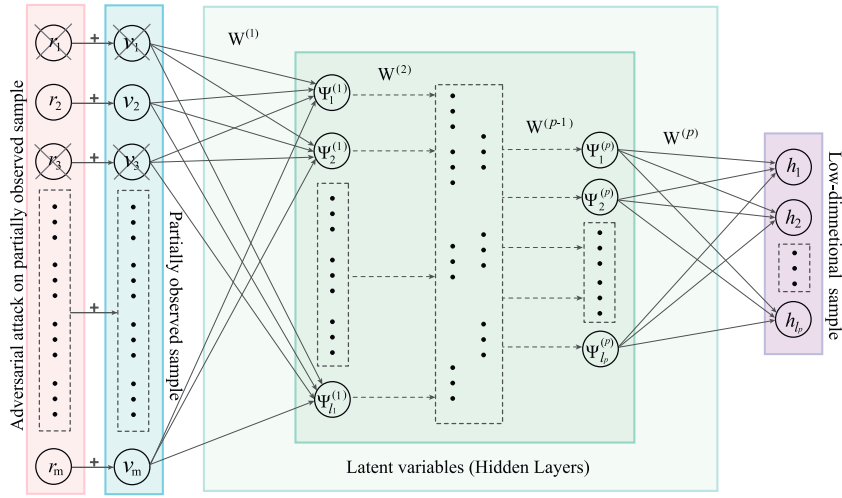 Adversarial attack on partially observed sample
r1 + v1
r2 + v2
r3 + v3
+
rm + vm
Partially observed sample
W(1)
Ψ1(1)
Ψ2(1)
Ψl1(1)
W(2)
W(p-1)
Ψ1(p)
Ψ2(p)
Ψlp(p)
W(p)
h1
h2
hlp
Low-dimnetional sample
Latent variables (Hidden Layers)